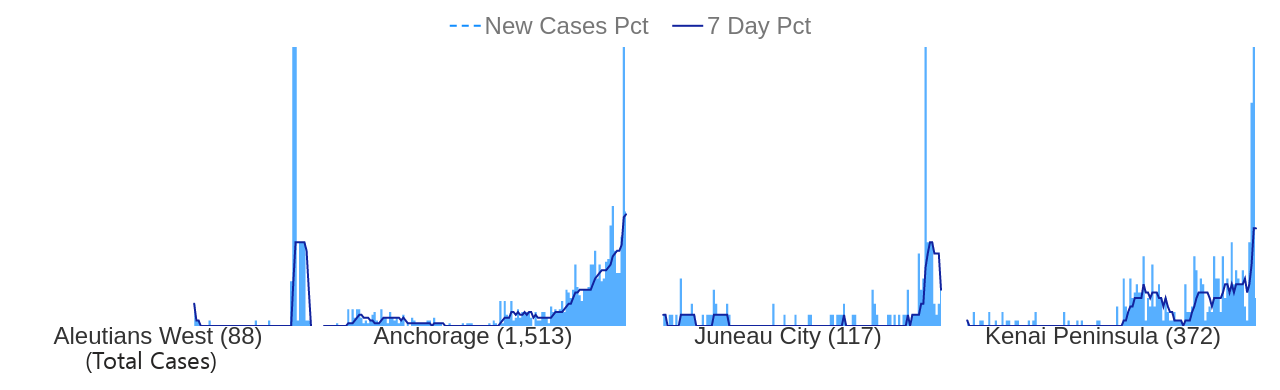 New Cases Pct 7 Day Pct
Aleutians West (88) Anchorage (1,513) Juneau City (117) Kenai Peninsula (372)
(Total Cases)